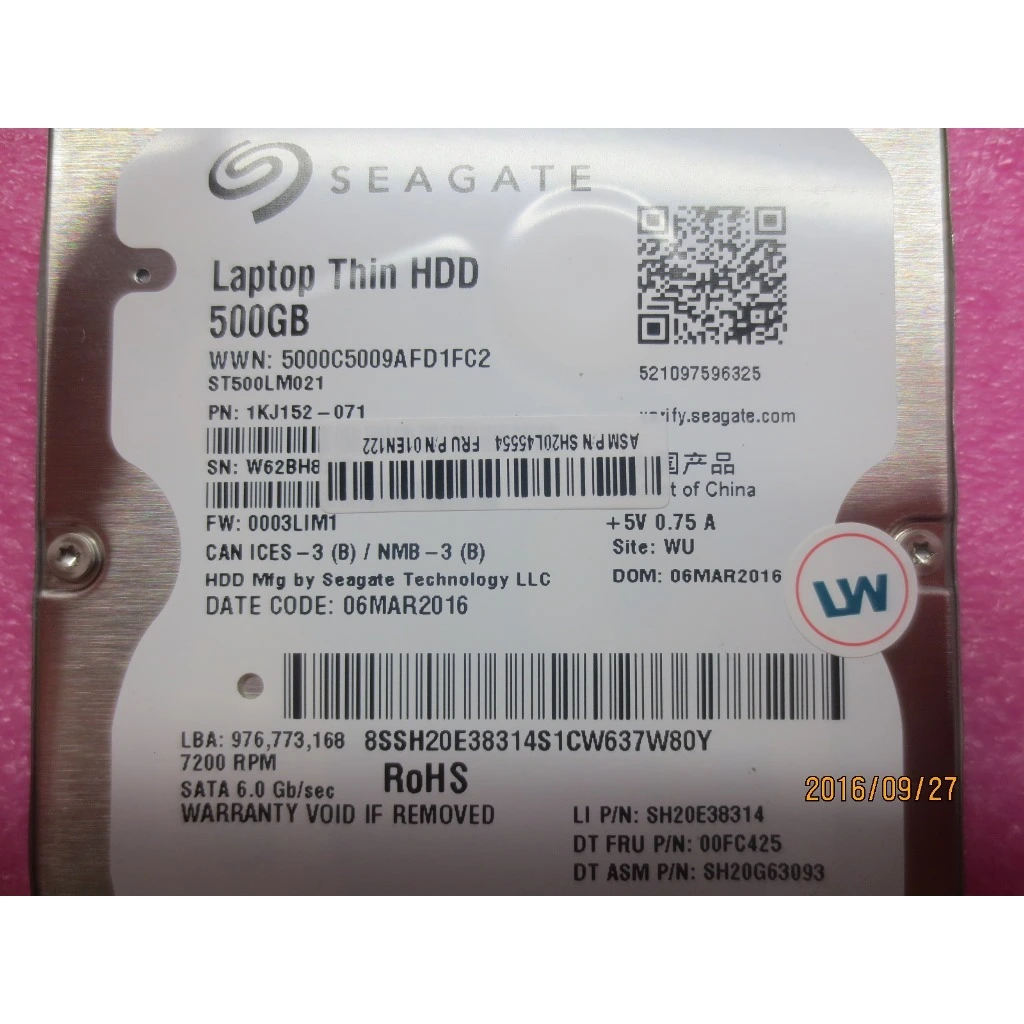 SEAGATE
Laptop Thin HDD
500GB
WWN: 5000C5009AFD1FC2
ST500LM021
521097596325
PN: 1KJ152-071
verify.seagate.com
ASM P/N SH20L45554 FRU P/N 01EN122
国产品
SN: W62BH8
t of China
FW: 0003LIM1
+5V 0.75 A
CAN ICES-3 (B) / NMB-3 (B)
Site: WU
HDD Mfg by Seagate Technology LLC
DOM: 06MAR2016
DATE CODE: 06MAR2016
LW
LBA: 976,773,168
8SSH20E38314S1CW637W80Y
7200 RPM
RoHS
SATA 6.0 Gb/sec
WARRANTY VOID IF REMOVED
2016/09/27
LI P/N: SH20E38314
DT FRU P/N: 00FC425
DT ASM P/N: SH20G63093